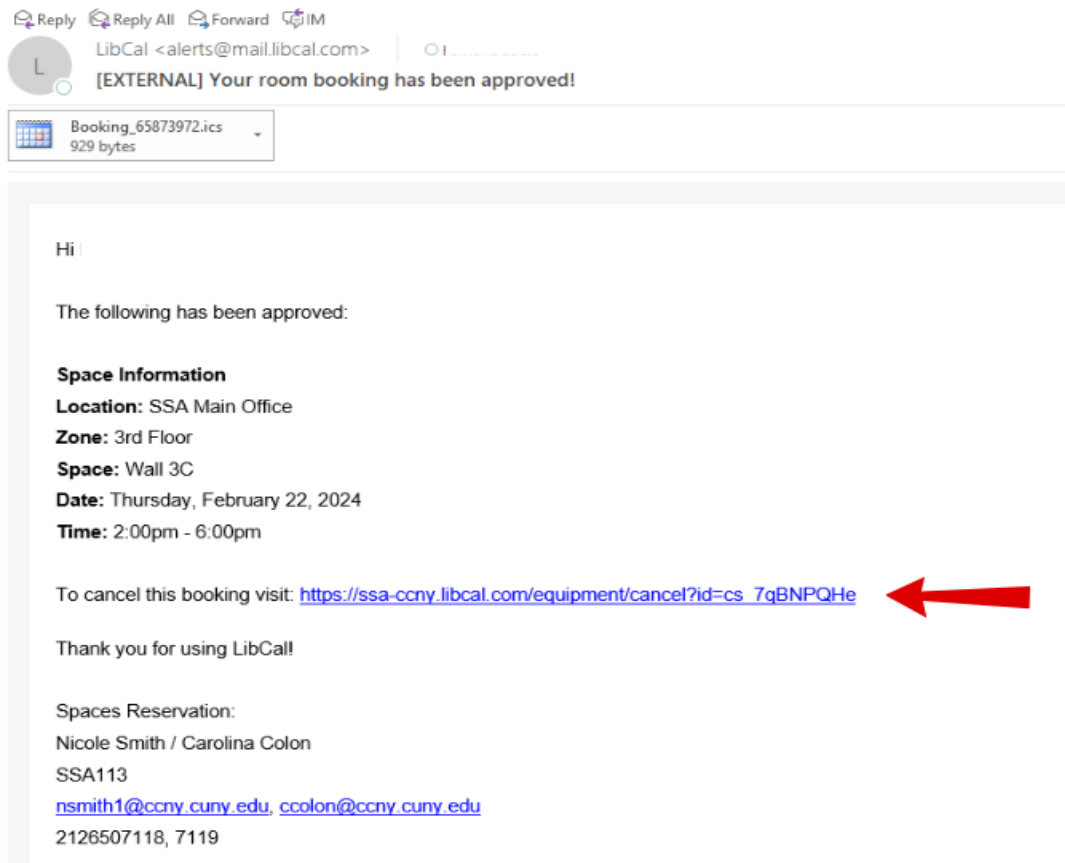 Reply Reply All Forward IM
L
LibCal <alerts@mail.libcal.com>
[EXTERNAL] Your room booking has been approved!
Booking_65873972.ics
929 bytes
Hi
The following has been approved:
Space Information
Location: SSA Main Office
Zone: 3rd Floor
Space: Wall 3C
Date: Thursday, February 22, 2024
Time: 2:00pm - 6:00pm
To cancel this booking visit: https://ssa-ccny.libcal.com/equipment/cancel?id=cs_7qBNPQHe
Thank you for using LibCal!
Spaces Reservation:
Nicole Smith / Carolina Colon
SSA113
nsmith1@ccny.cuny.edu, ccolon@ccny.cuny.edu
2126507118, 7119